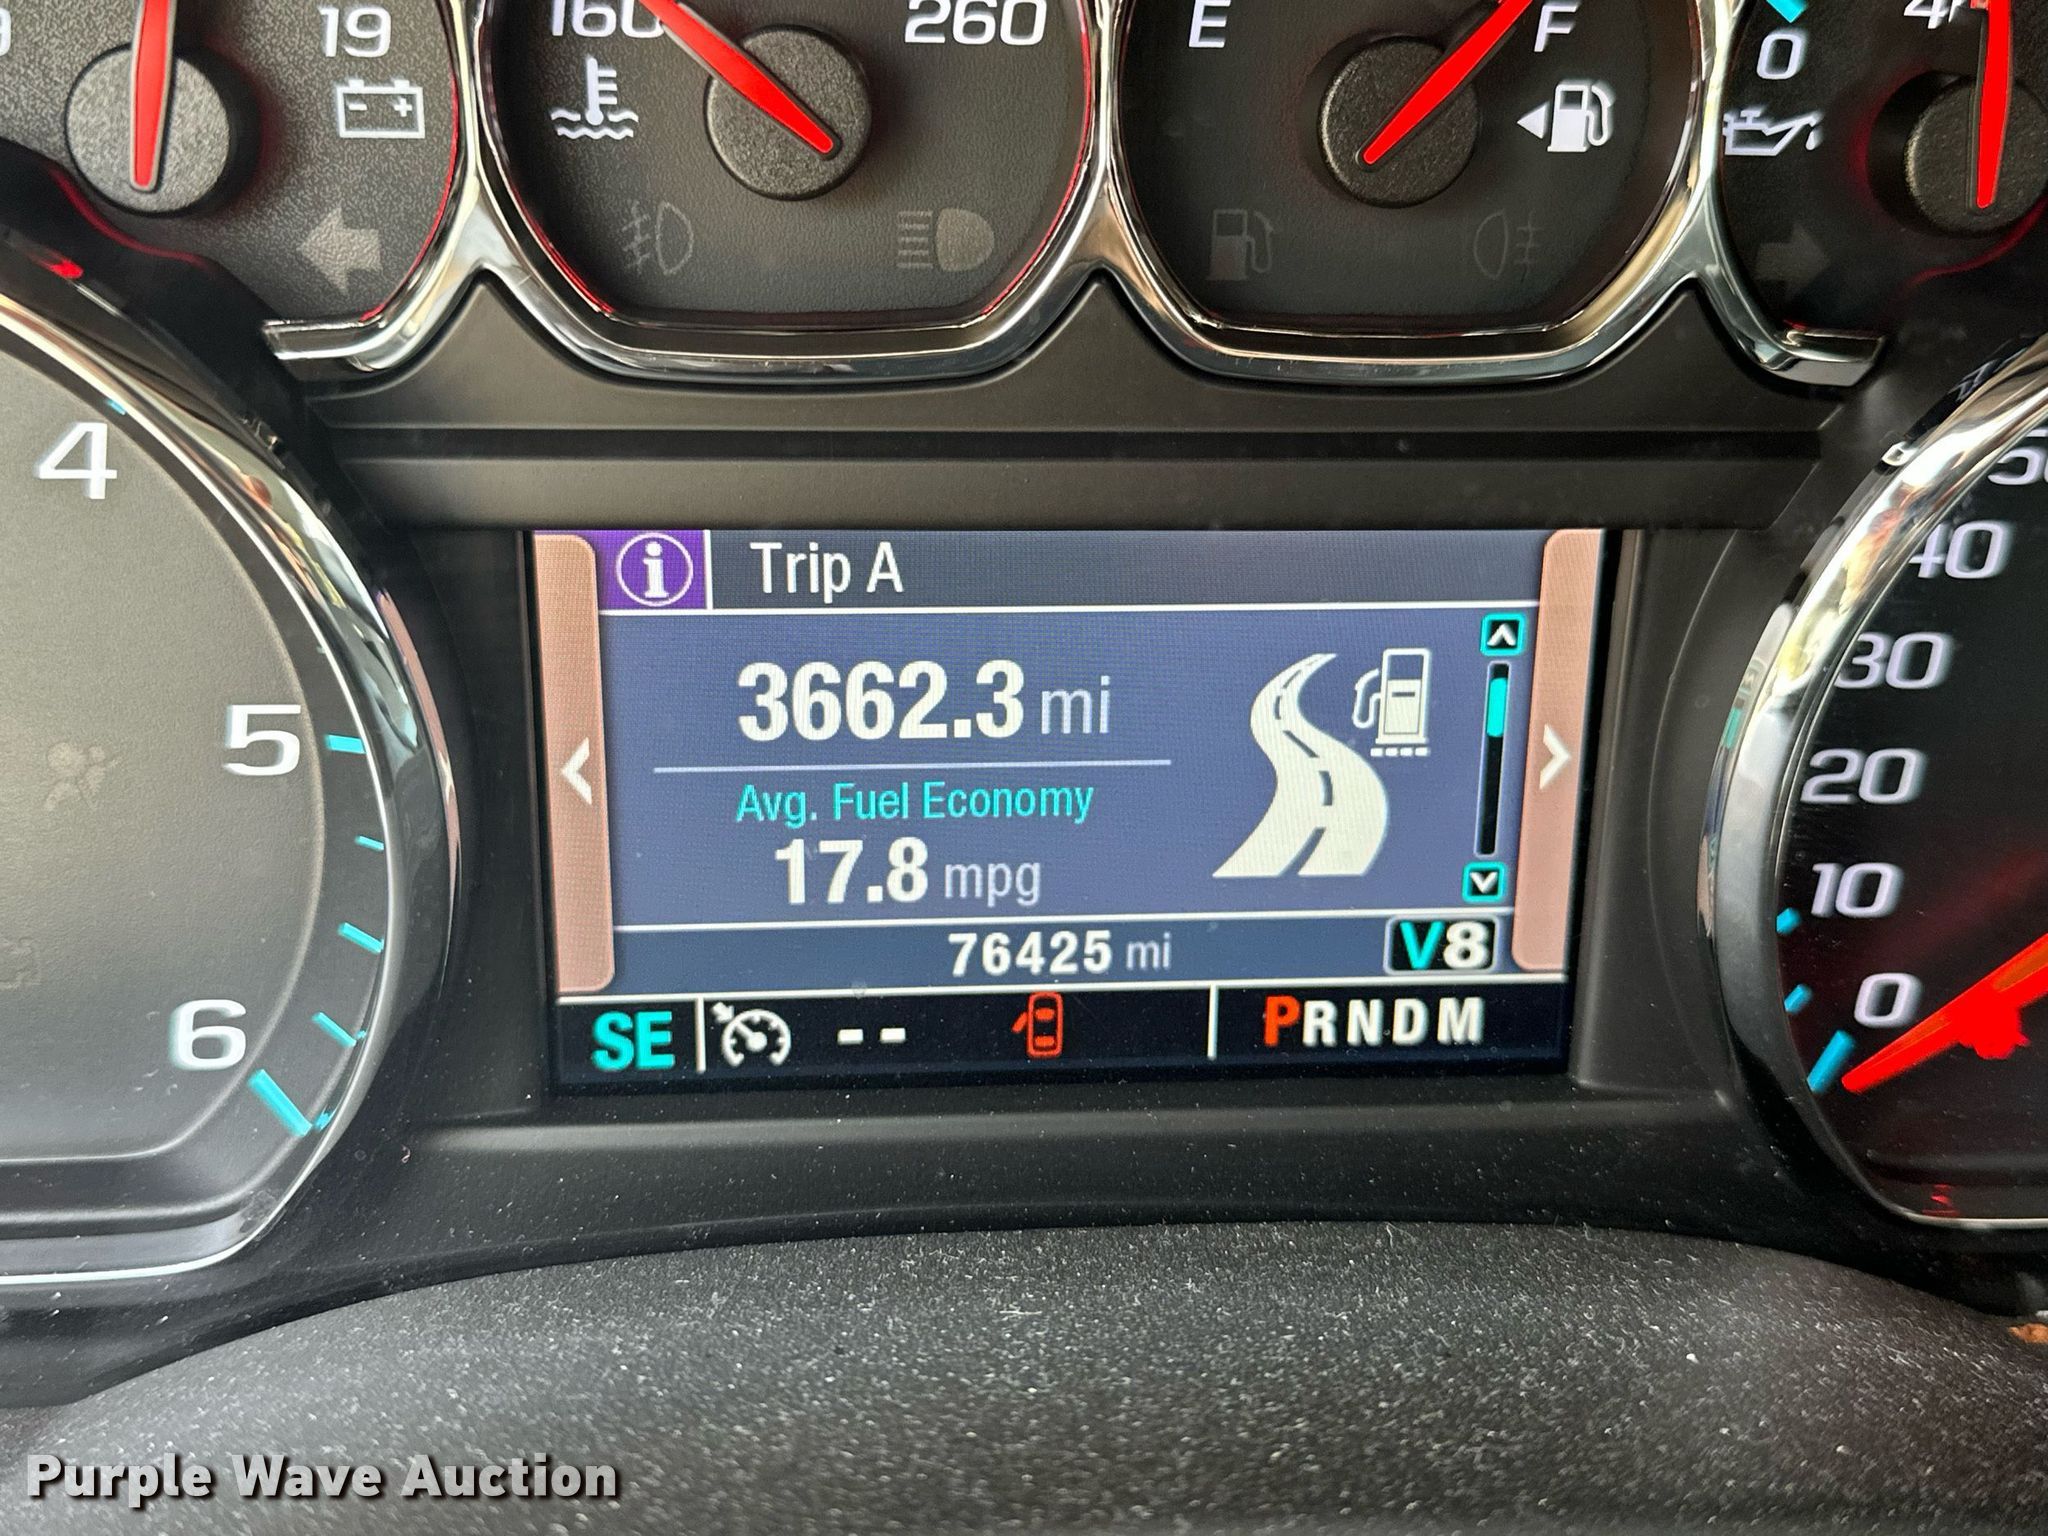 19
160
260
E
F
0
4
5
6
50
40
30
20
10
0
Trip A
3662.3 mi
Avg. Fuel Economy
17.8 mpg
76425 mi
V8
SE
--
PRNDM
Purple Wave Auction